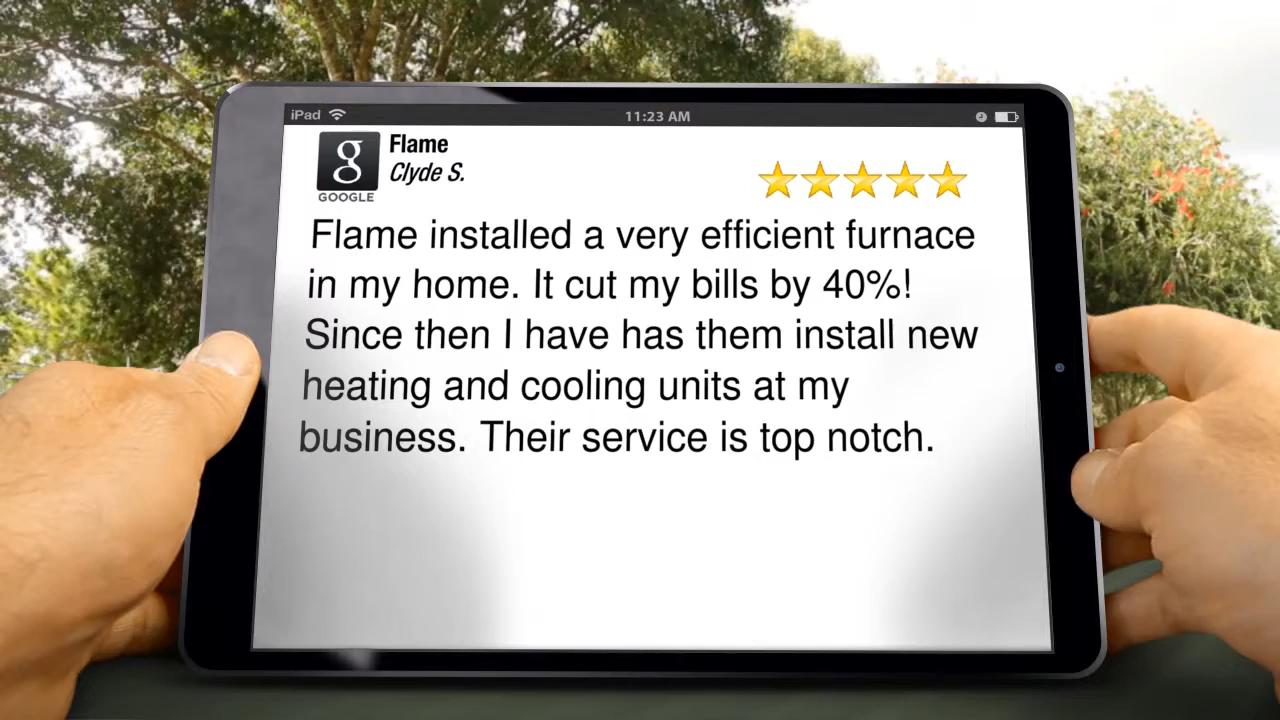 iPad 11:23 AM
Flame
Clyde S.
GOOGLE
Flame installed a very efficient furnace
in my home. It cut my bills by 40%!
Since then I have has them install new
heating and cooling units at my
business. Their service is top notch.